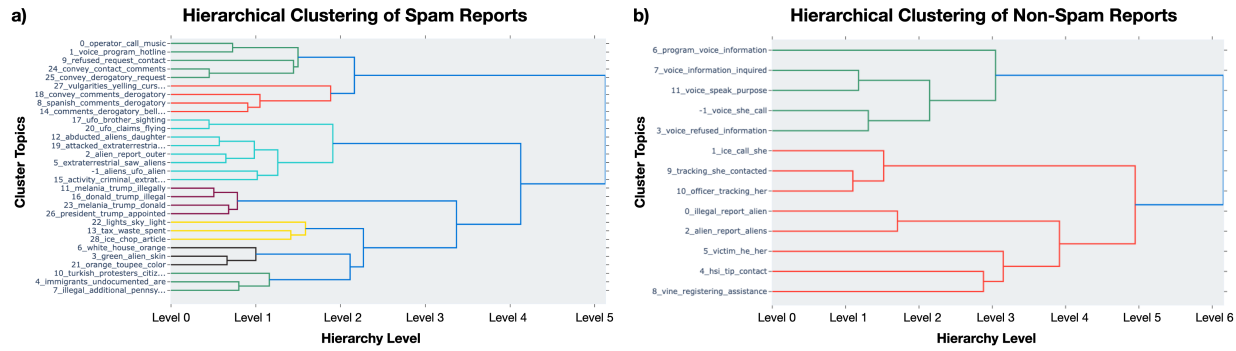 a)
Hierarchical Clustering of Spam Reports
Cluster Topics
0_operator_call_music
1_voice_program_hotline
9_refused_request_contact
24_convey_contact_comments
25_convey_derogatory_request
27_vulgarities_yelling_curs...
18_convey_comments_derogatory
8_spanish_comments_derogatory
14_comments_derogatory_bell...
17_ufo_brother_sighting
20_ufo_claims_flying
12_abducted_aliens_daughter
19_attacked_extraterrestria...
2_alien_report_outer
5_extraterrestrial_saw_aliens
-1_aliens_ufo_alien
15_activity_criminal_extrat...
11_melania_trump_illegally
16_donald_trump_illegal
23_melania_trump_donald
26_president_trump_appointed
22_lights_sky_light
13_tax_waste_spent
28_ice_chop_article
6_white_house_orange
3_green_alien_skin
21_orange_toupee_color
10_turkish_protesters_citiz...
4_immigrants_undocumented_are
7_illegal_additional_pennsy...
Level 0 Level 1 Level 2 Level 3 Level 4 Level 5
Hierarchy Level
b)
Hierarchical Clustering of Non-Spam Reports
Cluster Topics
6_program_voice_information
7_voice_information_inquired
11_voice_speak_purpose
-1_voice_she_call
3_voice_refused_information
1_ice_call_she
9_tracking_she_contacted
10_officer_tracking_her
0_illegal_report_alien
2_alien_report_aliens
5_victim_he_her
4_hsi_tip_contact
8_vine_registering_assistance
Level 0 Level 1 Level 2 Level 3 Level 4 Level 5 Level 6
Hierarchy Level